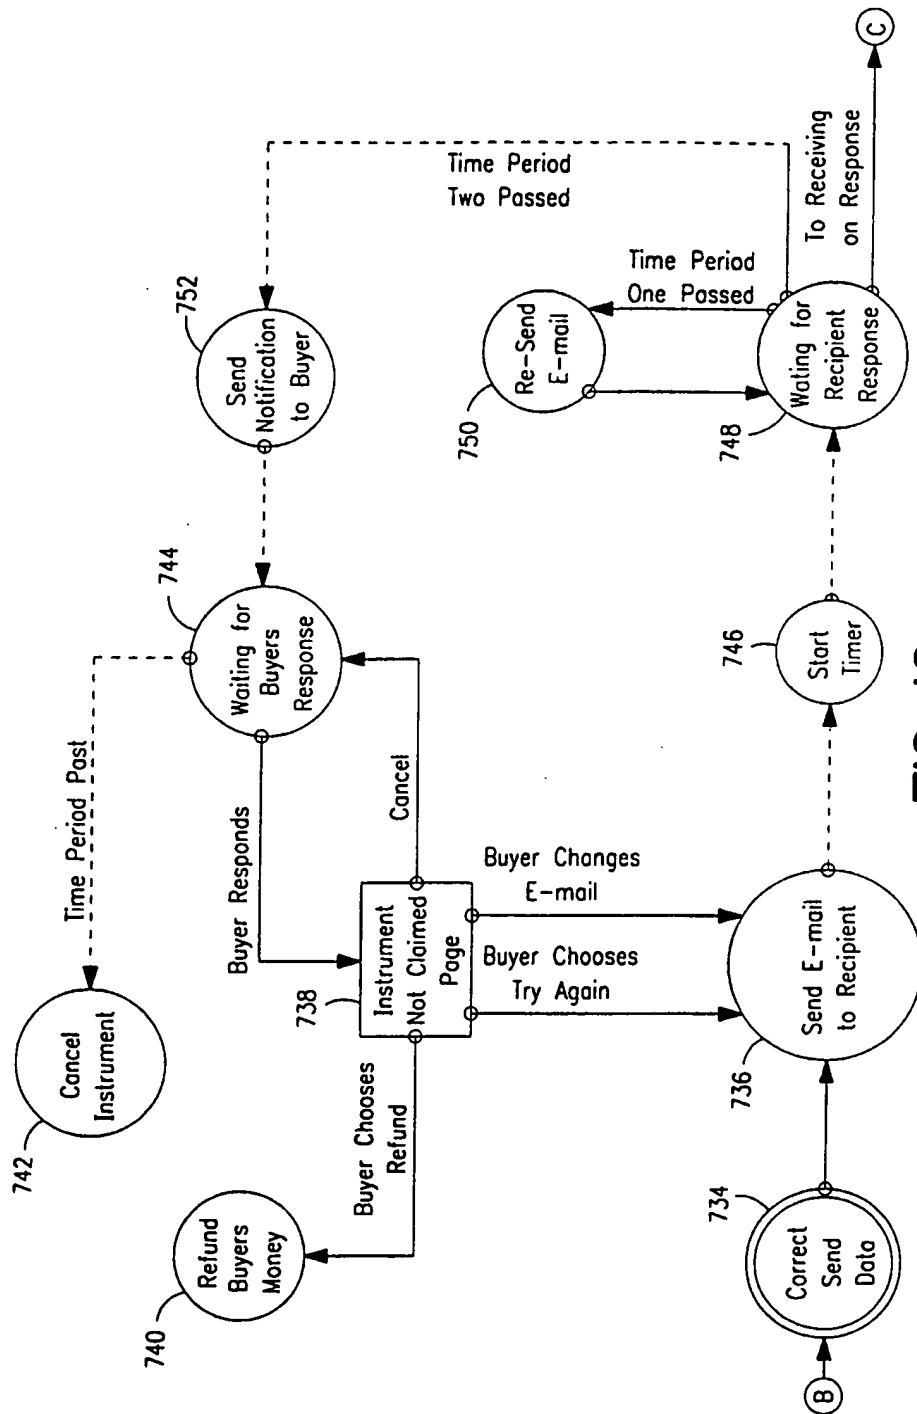 742
Cancel
Instrument
Time Period Past
744
Waiting for
Buyers
Response
752
Send
Notification
to Buyer
740
Refund
Buyers
Money
Buyer Chooses
Refund
Buyer Responds
738
Instrument
Not Claimed
Page
Cancel
Time Period
Two Passed
Buyer Chooses
Try Again
Buyer Changes
E-mail
750
Re-Send
E-mail
Time Period
One Passed
734
B
Correct
Send
Data
736
Send E-mail
to Recipient
746
Start
Timer
748
Wating for
Recipient
Response
To Receiving
on Response
C